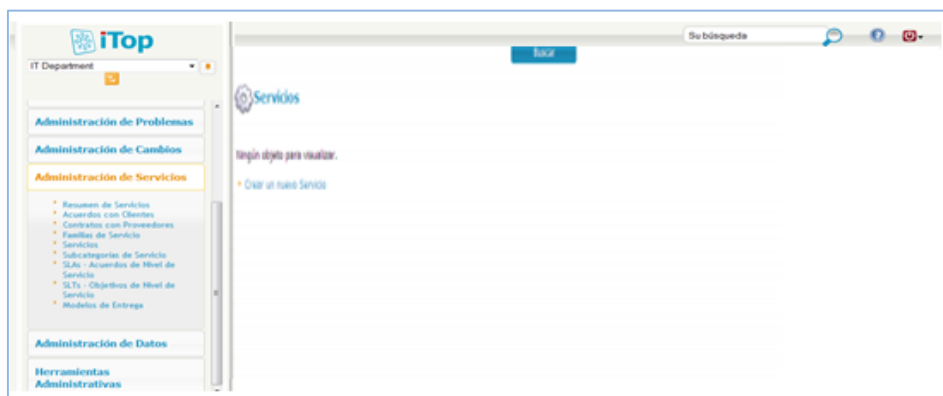 iTop
IT Department
Su búsqueda
Buscar
Administración de Problemas
Administración de Cambios
Administración de Servicios
Resumen de Servicios
Acuerdos con Clientes
Contratos con Proveedores
Familias de Servicio
Servicios
Subcategorías de Servicio
SLAs - Acuerdos de Nivel de
Servicio
SLTs - Objetivos de Nivel de
Servicio
Modelos de Entrega
Administración de Datos
Herramientas
Administrativas
Servicios
Ningún objeto para visualizar.
Crear un nuevo Servicio